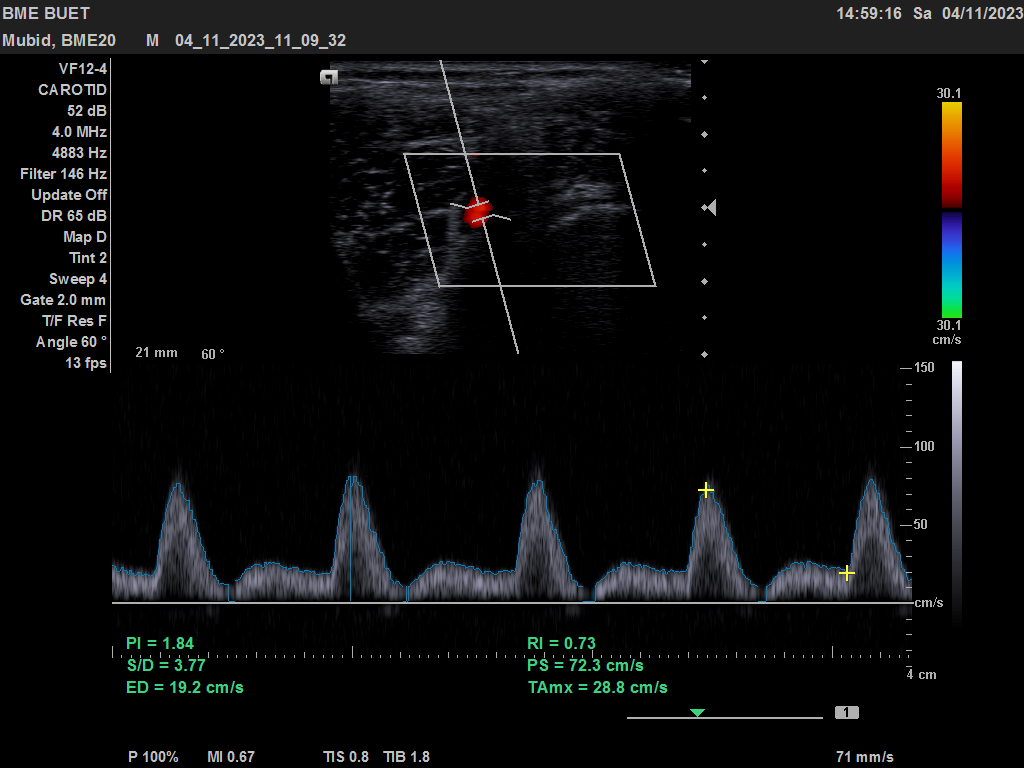 BME BUET
14:59:16 Sa 04/11/2023
Mubid, BME20 M 04_11_2023_11_09_32
VF12-4
CAROTID
52 dB
4.0 MHz
4883 Hz
Filter 146 Hz
Update Off
DR 65 dB
Map D
Tint 2
Sweep 4
Gate 2.0 mm
T/F Res F
Angle 60 °
13 fps
21 mm 60 °
30.1
30.1
cm/s
150
100
50
cm/s
4 cm
PI = 1.84
S/D = 3.77
ED = 19.2 cm/s
RI = 0.73
PS = 72.3 cm/s
TAmx = 28.8 cm/s
1
P 100% MI 0.67 TIS 0.8 TIB 1.8 71 mm/s